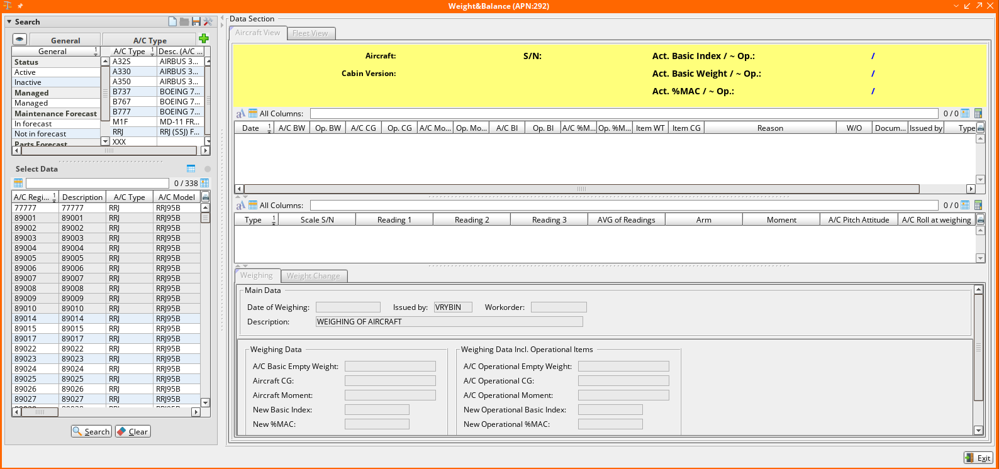 Weight&Balance (APN:292)
Search
General
A/C Type
General 1
A/C Type 1 Desc. (A/C ...
Status
Active
Inactive
Managed
Managed
Maintenance Forecast
In forecast
Not in forecast
Parts Forecast
A32S AIRBUS 3...
A330 AIRBUS 3...
A350 AIRBUS 3...
B737 BOEING 7...
B767 BOEING 7...
B777 BOEING 7...
M1F MD-11 FR...
RRJ RRJ (SSJ) F...
XXX
Select Data
0 / 338
A/C Regi... 1 Description A/C Type A/C Model
77777 77777 RRJ RRJ95B
89001 89001 RRJ RRJ95B
89002 89002 RRJ RRJ95B
89003 89003 RRJ RRJ95B
89004 89004 RRJ RRJ95B
89005 89005 RRJ RRJ95B
89006 89006 RRJ RRJ95B
89007 89007 RRJ RRJ95B
89008 89008 RRJ RRJ95B
89009 89009 RRJ RRJ95B
89010 89010 RRJ RRJ95B
89014 89014 RRJ RRJ95B
89015 89015 RRJ RRJ95B
89017 89017 RRJ RRJ95B
89022 89022 RRJ RRJ95B
89023 89023 RRJ RRJ95B
89024 89024 RRJ RRJ95B
89025 89025 RRJ RRJ95B
89026 89026 RRJ RRJ95B
89027 89027 RRJ RRJ95B
Search Clear
Data Section
Aircraft View Fleet View
Aircraft: S/N: Act. Basic Index / ~ Op.: /
Cabin Version: Act. Basic Weight / ~ Op.: /
Act. %MAC / ~ Op.: /
All Columns: 0 / 0
Date 1 A/C BW Op. BW A/C CG Op. CG A/C Mo... Op. Mo... A/C BI Op. BI A/C %M... Op. %M... Item WT Item CG Reason W/O Docum... Issued by Type
All Columns: 0 / 0
Type 1 Scale S/N Reading 1 Reading 2 Reading 3 AVG of Readings Arm Moment A/C Pitch Attitude A/C Roll at weighing
Weighing Weight Change
Main Data
Date of Weighing: Issued by: VRYBIN Workorder:
Description: WEIGHING OF AIRCRAFT
Weighing Data
A/C Basic Empty Weight:
Aircraft CG:
Aircraft Moment:
New Basic Index:
New %MAC:
Weighing Data Incl. Operational Items
A/C Operational Empty Weight:
A/C Operational CG:
A/C Operational Moment:
New Operational Basic Index:
New Operational %MAC:
Exit